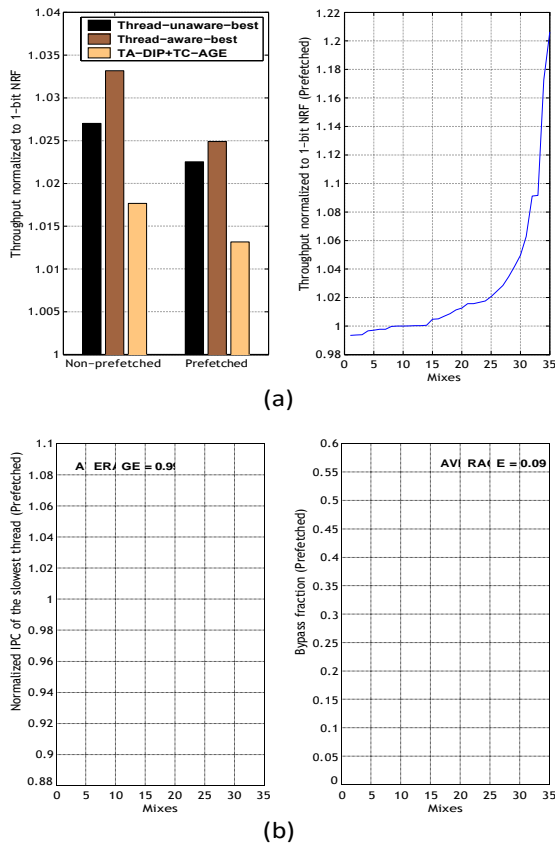 Throughput normalized to 1-bit NRF
1.04
1.035
1.03
1.025
1.02
1.015
1.01
1.005
1
Thread-unaware-best
Thread-aware-best
TA-DIP+TC-AGE
Non-prefetched
Prefetched
Throughput normalized to 1-bit NRF (Prefetched)
1.22
1.2
1.18
1.16
1.14
1.12
1.1
1.08
1.06
1.04
1.02
1
0.98
0 5 10 15 20 25 30 35
Mixes
(a)
Normalized IPC of the slowest thread (Prefetched)
1.1
1.08
1.06
1.04
1.02
1
0.98
0.96
0.94
0.92
0.9
0.88
AVERAGE = 0.99
0 5 10 15 20 25 30 35
Mixes
Bypass fraction (Prefetched)
0.6
0.55
0.5
0.45
0.4
0.35
0.3
0.25
0.2
0.15
0.1
0.05
0
AVERAGE = 0.09
0 5 10 15 20 25 30 35
Mixes
(b)